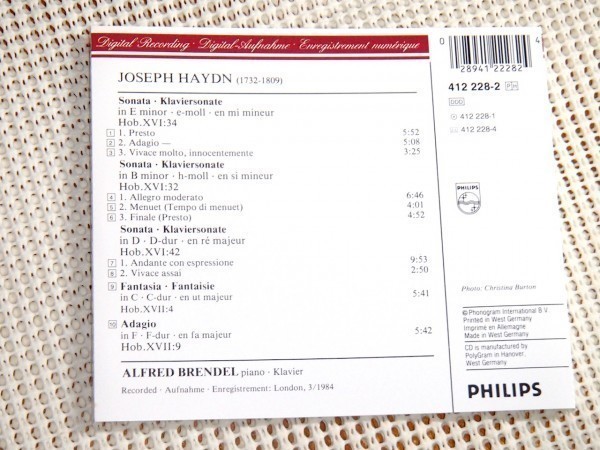 Digital Recording · Digital-Aufnahme · Enregistrement numérique
JOSEPH HAYDN (1732-1809)
Sonata · Klaviersonate
in E minor · e-moll · en mi mineur
Hob.XVI:34
1 1. Presto 5:52
2 2. Adagio — 5:08
3 3. Vivace molto, innocentemente 3:25
Sonata · Klaviersonate
in B minor · h-moll · en si mineur
Hob.XVI:32
4 1. Allegro moderato 6:46
5 2. Menuet (Tempo di menuet) 4:01
6 3. Finale (Presto) 4:52
Sonata · Klaviersonate
in D · D-dur · en ré majeur
Hob.XVI:42
7 1. Andante con espressione 9:53
8 2. Vivace assai 2:50
9 Fantasia · Fantaisie
in C · C-dur · en ut majeur 5:41
Hob.XVII:4
10 Adagio
in F · F-dur · en fa majeur 5:42
Hob.XVII:9
ALFRED BRENDEL piano · Klavier
Recorded · Aufnahme · Enregistrement: London, 3/1984
0 28941 22282 4
412 228-2 PH
DDD
412 228-1
412 228-4
PHILIPS
Photo: Christina Burton
℗ Phonogram International B.V.
Printed in West Germany
Imprimé en Allemagne
Made in West Germany
CD is manufact. by
PolyGram in Hanover,
West Germany
PHILIPS